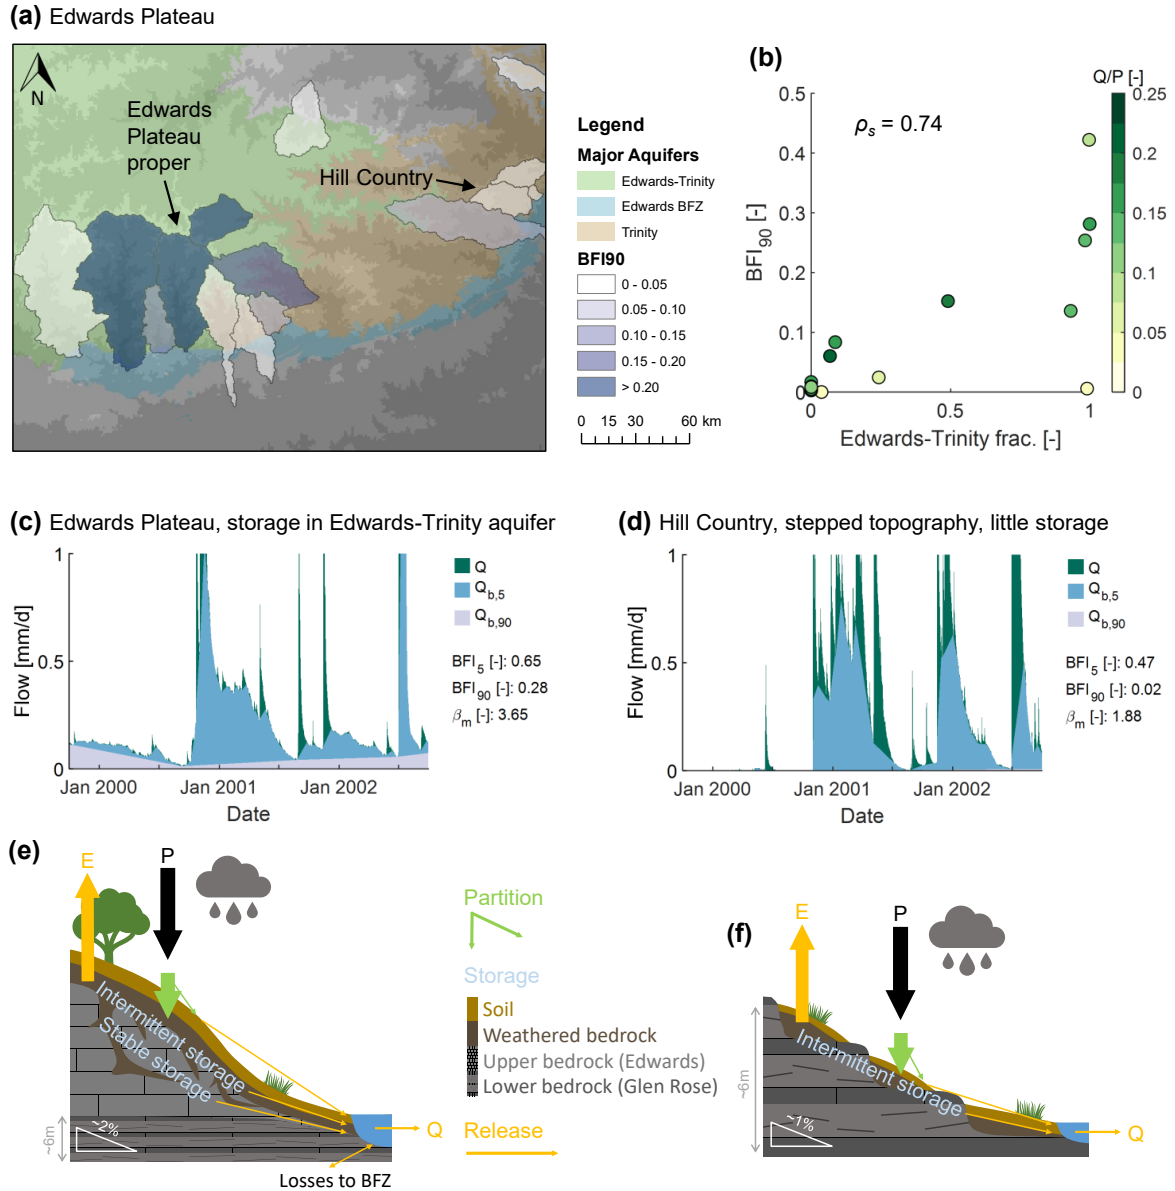 (a) Edwards Plateau
N
Edwards
Plateau
proper
Hill Country
Legend
Major Aquifers
Edwards-Trinity
Edwards BFZ
Trinity
BFI90
0 - 0.05
0.05 - 0.10
0.10 - 0.15
0.15 - 0.20
> 0.20
0 15 30 60 km
(b)
Q/P [-]
ρs = 0.74
0.5
0.4
0.3
0.2
0.1
0
BFI90 [-]
0 0.5 1
Edwards-Trinity frac. [-]
0.25
0.2
0.15
0.1
0.05
0
(c) Edwards Plateau, storage in Edwards-Trinity aquifer
1
0.5
0
Flow [mm/d]
Jan 2000 Jan 2001 Jan 2002
Date
Q
Qb,5
Qb,90
BFI5 [-]: 0.65
BFI90 [-]: 0.28
βm [-]: 3.65
(d) Hill Country, stepped topography, little storage
1
0.5
0
Flow [mm/d]
Jan 2000 Jan 2001 Jan 2002
Date
Q
Qb,5
Qb,90
BFI5 [-]: 0.47
BFI90 [-]: 0.02
βm [-]: 1.88
(e)
E
P
Intermittent storage
Stable storage
~6m
~2%
Q
Losses to BFZ
Partition
Storage
Soil
Weathered bedrock
Upper bedrock (Edwards)
Lower bedrock (Glen Rose)
Release
(f)
E
P
Intermittent storage
~6m
~1%
Q